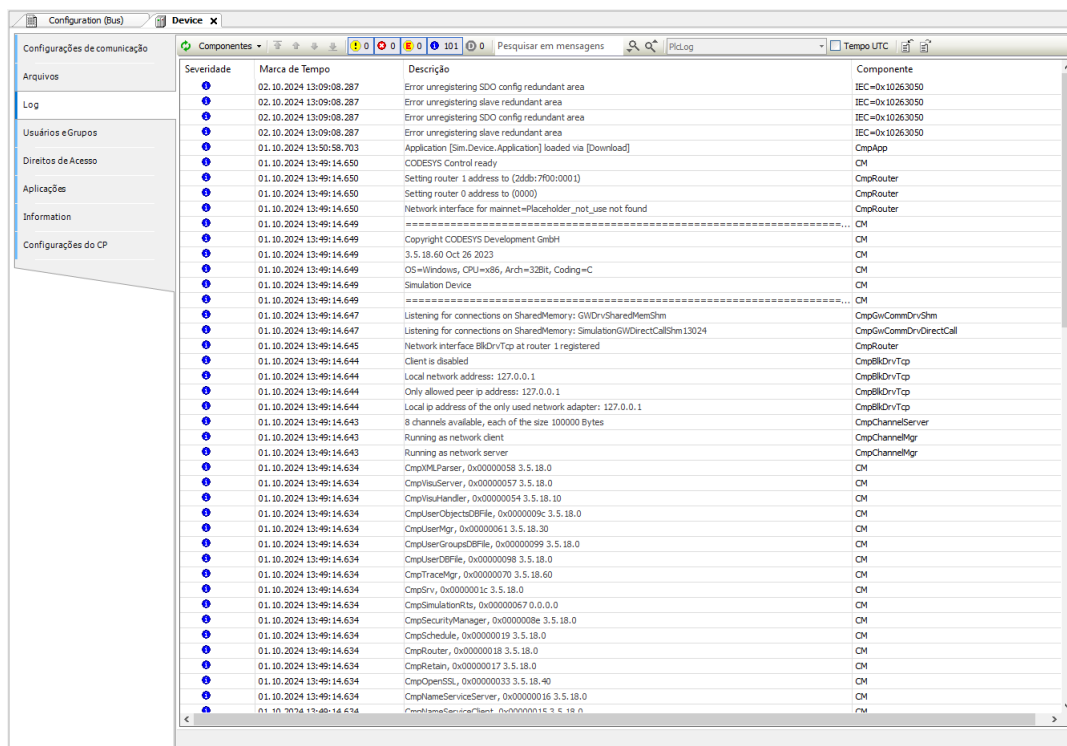 Configuration (Bus) Device x
Configurações de comunicação
Arquivos
Log
Usuários e Grupos
Direitos de Acesso
Aplicações
Information
Configurações do CP
Componentes 0 0 0 101 0 Pesquisar em mensagens PlcLog Tempo UTC
Severidade Marca de Tempo Descrição Componente
02.10.2024 13:09:08.287 Error unregistering SDO config redundant area IEC=0x10263050
02.10.2024 13:09:08.287 Error unregistering slave redundant area IEC=0x10263050
02.10.2024 13:09:08.287 Error unregistering SDO config redundant area IEC=0x10263050
02.10.2024 13:09:08.287 Error unregistering slave redundant area IEC=0x10263050
01.10.2024 13:50:58.703 Application [Sim.Device.Application] loaded via [Download] CmpApp
01.10.2024 13:49:14.650 CODESYS Control ready CM
01.10.2024 13:49:14.650 Setting router 1 address to (2ddb:7f00:0001) CmpRouter
01.10.2024 13:49:14.650 Setting router 0 address to (0000) CmpRouter
01.10.2024 13:49:14.650 Network interface for mainnet=Placeholder_not_use not found CmpRouter
01.10.2024 13:49:14.649 ==========================================================================... CM
01.10.2024 13:49:14.649 Copyright CODESYS Development GmbH CM
01.10.2024 13:49:14.649 3.5.18.60 Oct 26 2023 CM
01.10.2024 13:49:14.649 OS=Windows, CPU=x86, Arch=32Bit, Coding=C CM
01.10.2024 13:49:14.649 Simulation Device CM
01.10.2024 13:49:14.649 ==========================================================================... CM
01.10.2024 13:49:14.647 Listening for connections on SharedMemory: GWDrvSharedMemShm CmpGwCommDrvShm
01.10.2024 13:49:14.647 Listening for connections on SharedMemory: SimulationGWDirectCallShm13024 CmpGwCommDrvDirectCall
01.10.2024 13:49:14.645 Network interface BlkDrvTcp at router 1 registered CmpRouter
01.10.2024 13:49:14.644 Client is disabled CmpBlkDrvTcp
01.10.2024 13:49:14.644 Local network address: 127.0.0.1 CmpBlkDrvTcp
01.10.2024 13:49:14.644 Only allowed peer ip address: 127.0.0.1 CmpBlkDrvTcp
01.10.2024 13:49:14.644 Local ip address of the only used network adapter: 127.0.0.1 CmpBlkDrvTcp
01.10.2024 13:49:14.643 8 channels available, each of the size 100000 Bytes CmpChannelServer
01.10.2024 13:49:14.643 Running as network client CmpChannelMgr
01.10.2024 13:49:14.643 Running as network server CmpChannelMgr
01.10.2024 13:49:14.634 CmpXMLParser, 0x00000058 3.5.18.0 CM
01.10.2024 13:49:14.634 CmpVisuServer, 0x00000057 3.5.18.0 CM
01.10.2024 13:49:14.634 CmpVisuHandler, 0x00000054 3.5.18.10 CM
01.10.2024 13:49:14.634 CmpUserObjectsDBFile, 0x0000009c 3.5.18.0 CM
01.10.2024 13:49:14.634 CmpUserMgr, 0x00000061 3.5.18.30 CM
01.10.2024 13:49:14.634 CmpUserGroupsDBFile, 0x00000099 3.5.18.0 CM
01.10.2024 13:49:14.634 CmpUserDBFile, 0x00000098 3.5.18.0 CM
01.10.2024 13:49:14.634 CmpTraceMgr, 0x00000070 3.5.18.60 CM
01.10.2024 13:49:14.634 CmpSrv, 0x0000001c 3.5.18.0 CM
01.10.2024 13:49:14.634 CmpSimulationRts, 0x00000067 0.0.0.0 CM
01.10.2024 13:49:14.634 CmpSecurityManager, 0x0000008e 3.5.18.0 CM
01.10.2024 13:49:14.634 CmpSchedule, 0x00000019 3.5.18.0 CM
01.10.2024 13:49:14.634 CmpRouter, 0x00000018 3.5.18.0 CM
01.10.2024 13:49:14.634 CmpRetain, 0x00000017 3.5.18.0 CM
01.10.2024 13:49:14.634 CmpOpenSSL, 0x00000033 3.5.18.40 CM
01.10.2024 13:49:14.634 CmpNameServiceServer, 0x00000016 3.5.18.0 CM
01.10.2024 13:49:14.634 CmpNameServiceClient, 0x00000015 3.5.18.0 CM